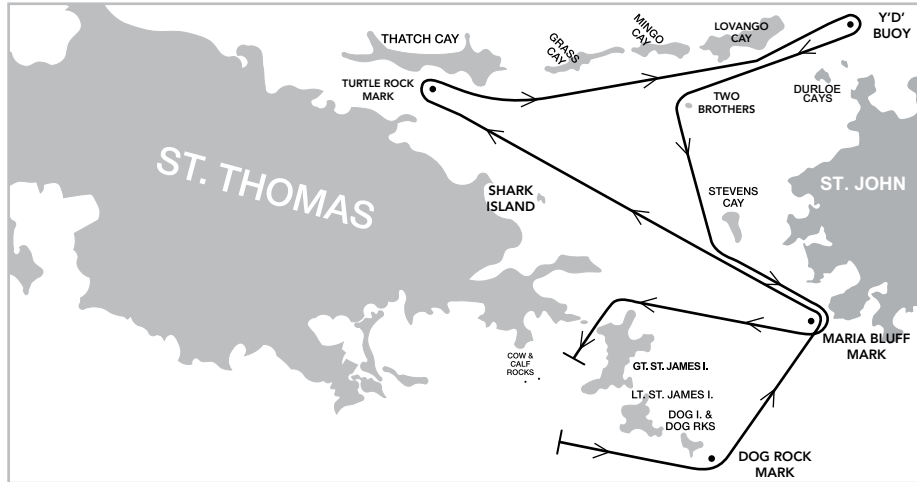 THATCH CAY
GRASS
CAY
MINGO
CAY
LOVANGO
CAY
Y'D'
BUOY
TURTLE ROCK
MARK
TWO
BROTHERS
DURLOE
CAYS
ST. THOMAS
SHARK
ISLAND
STEVENS
CAY
ST. JOHN
MARIA BLUFF
MARK
COW &
CALF
ROCKS
GT. ST. JAMES I.
LT. ST. JAMES I.
DOG I. &
DOG RKS
DOG ROCK
MARK